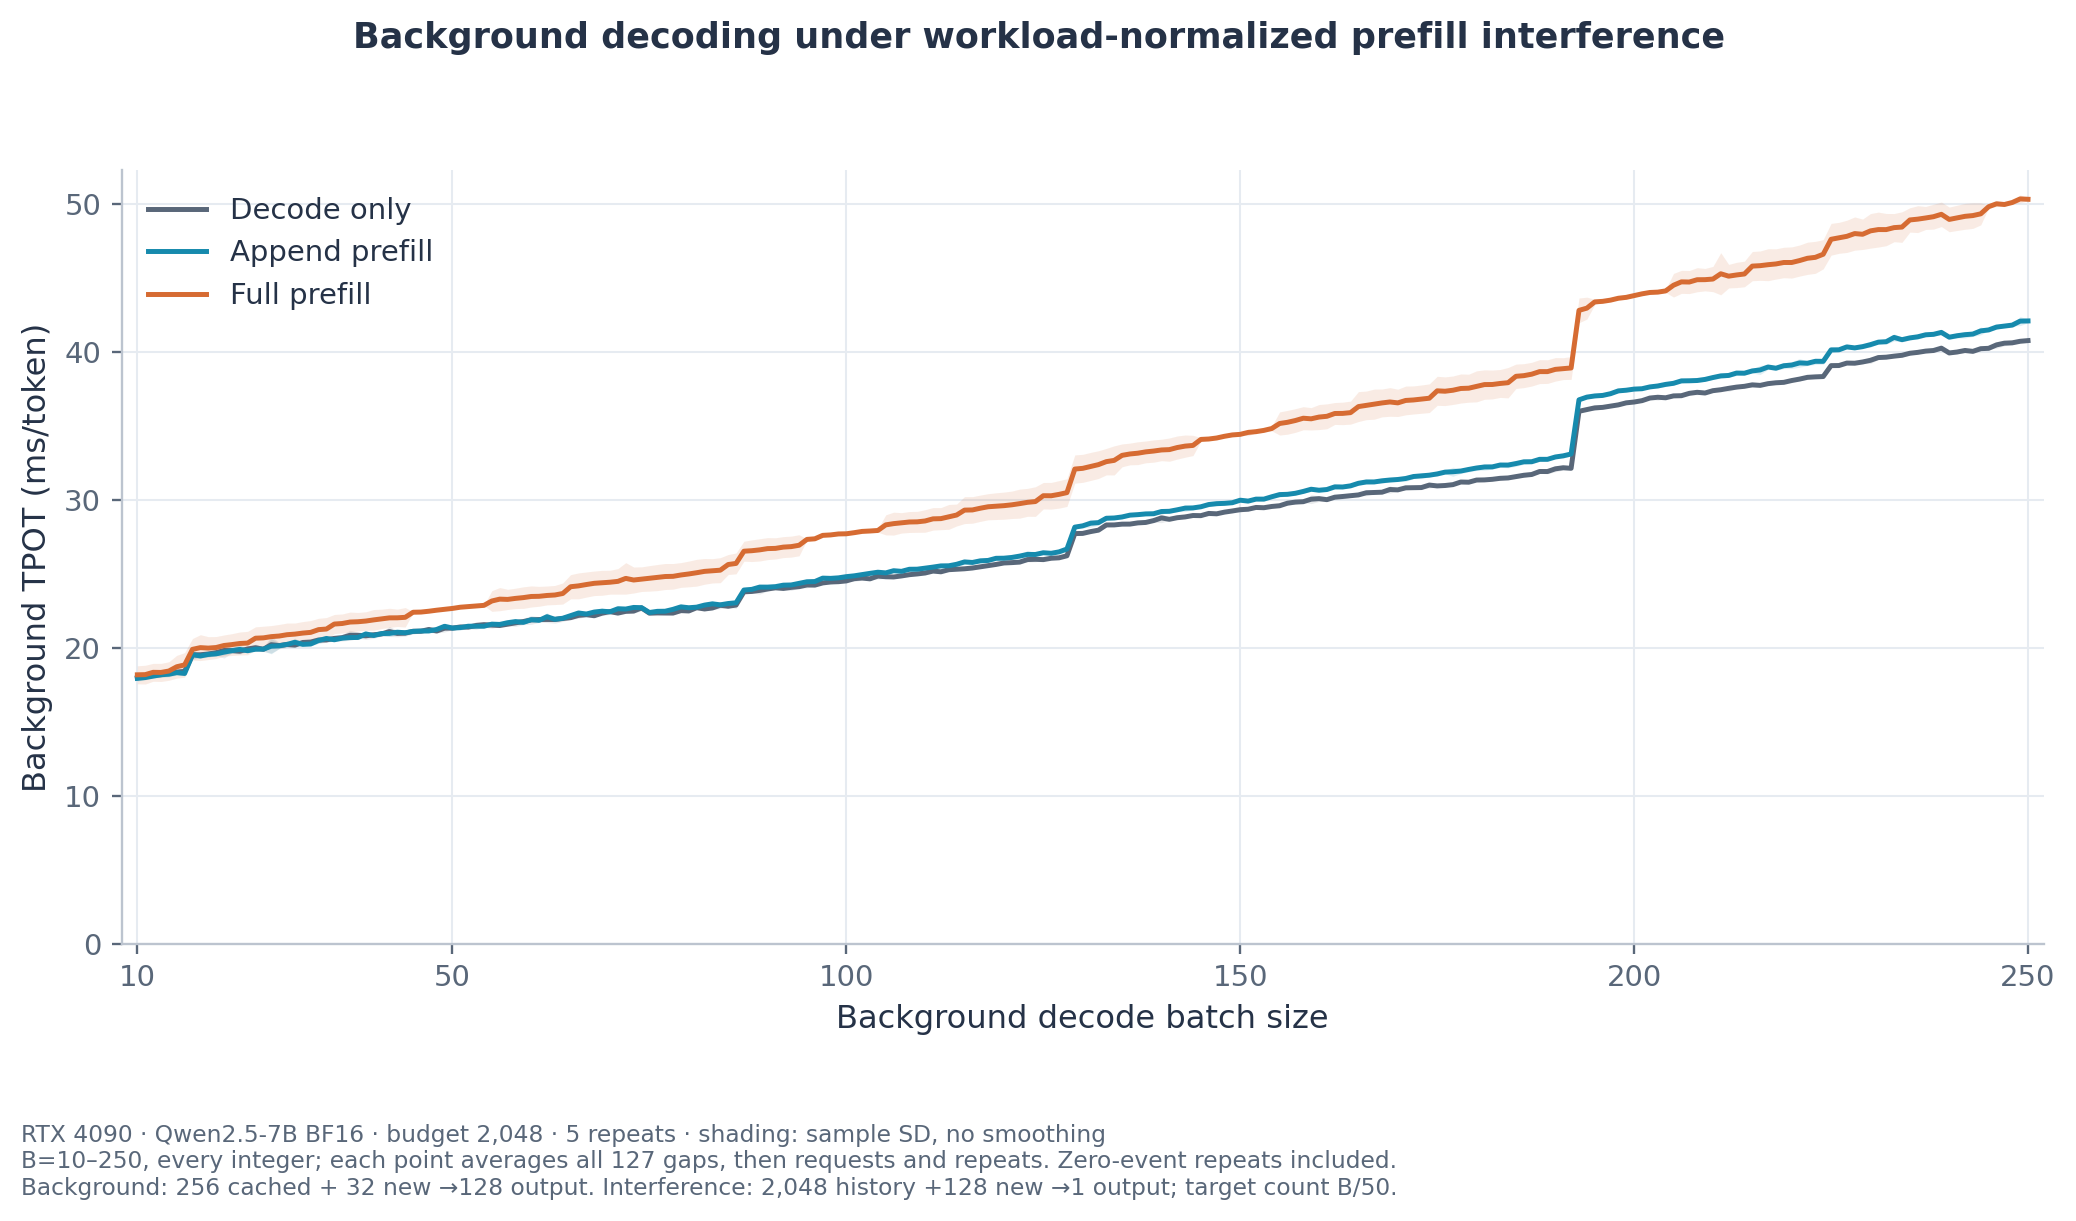 Background decoding under workload-normalized prefill interference
Decode only
Append prefill
Full prefill
Background TPOT (ms/token)
50
40
30
20
10
0
10 50 100 150 200 250
Background decode batch size
RTX 4090 · Qwen2.5-7B BF16 · budget 2,048 · 5 repeats · shading: sample SD, no smoothing
B=10–250, every integer; each point averages all 127 gaps, then requests and repeats. Zero-event repeats included.
Background: 256 cached + 32 new →128 output. Interference: 2,048 history +128 new →1 output; target count B/50.